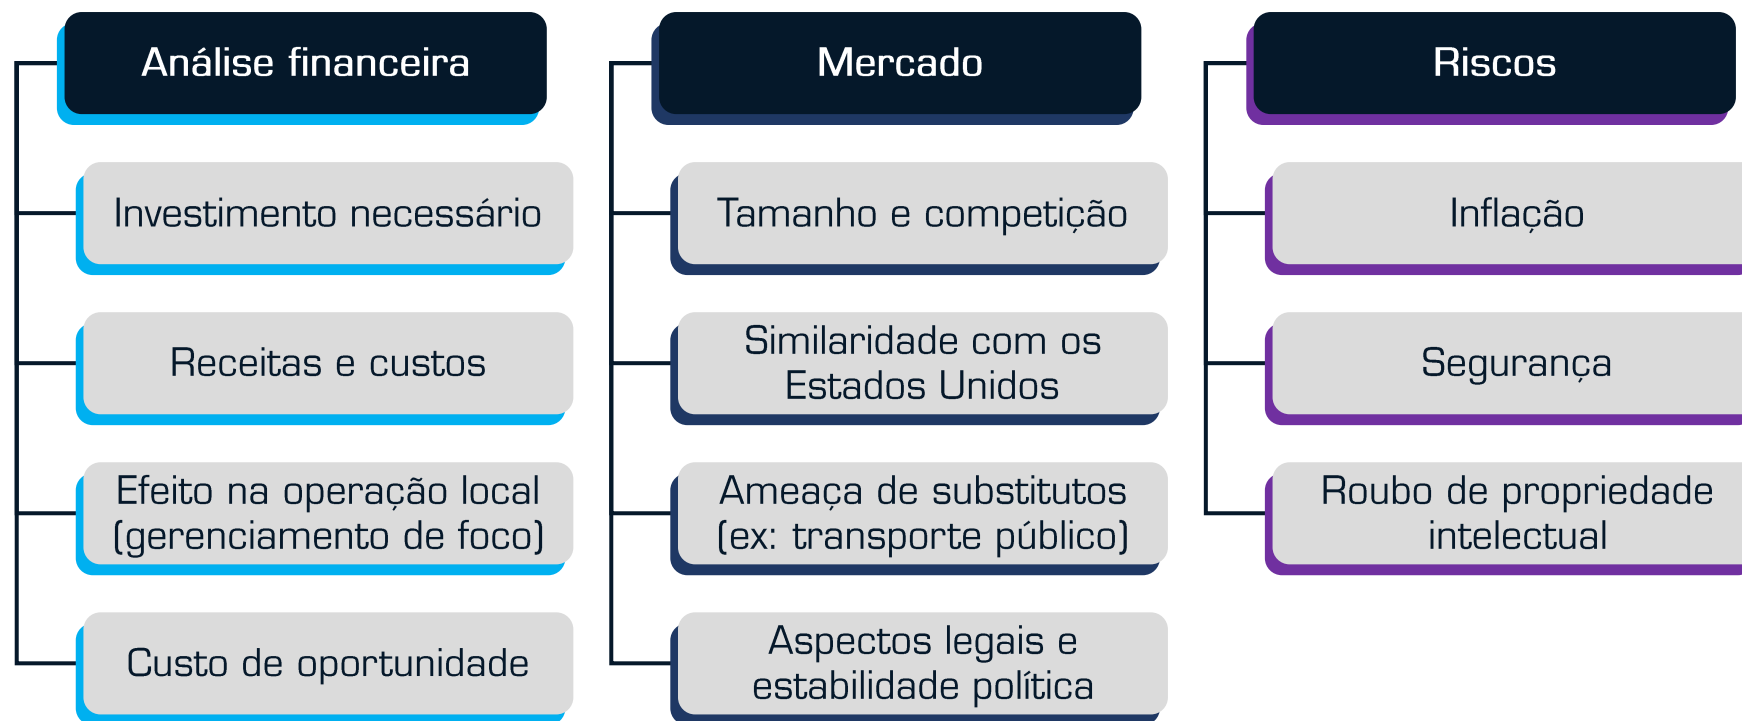 Análise financeira
Investimento necessário
Receitas e custos
Efeito na operação local
(gerenciamento de foco)
Custo de oportunidade
Mercado
Tamanho e competição
Similaridade com os
Estados Unidos
Ameaça de substitutos
(ex: transporte público)
Aspectos legais e
estabilidade política
Riscos
Inflação
Segurança
Roubo de propriedade
intelectual